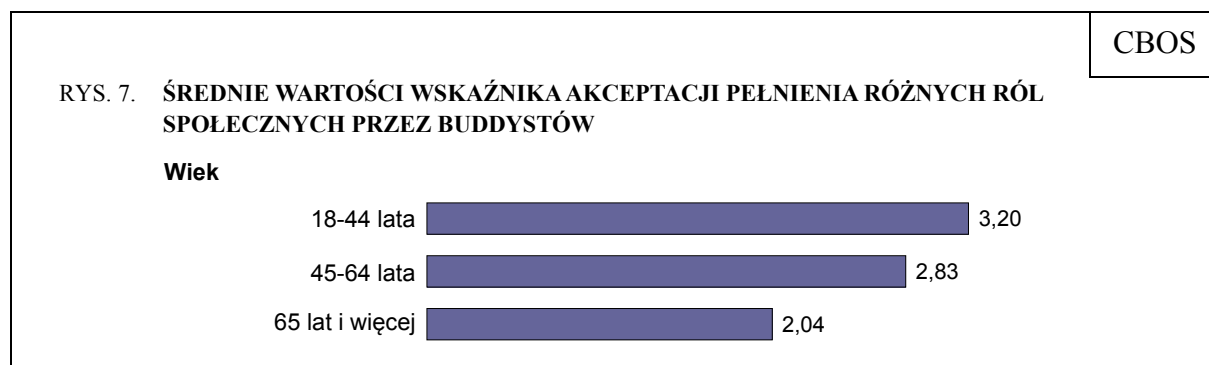 CBOS
RYS. 7. ŚREDNIE WARTOŚCI WSKAŹNIKA AKCEPTACJI PEŁNIENIA RÓŻNYCH RÓL
SPOŁECZNYCH PRZEZ BUDDYSTÓW
Wiek
18-44 lata 3,20
45-64 lata 2,83
65 lat i więcej 2,04